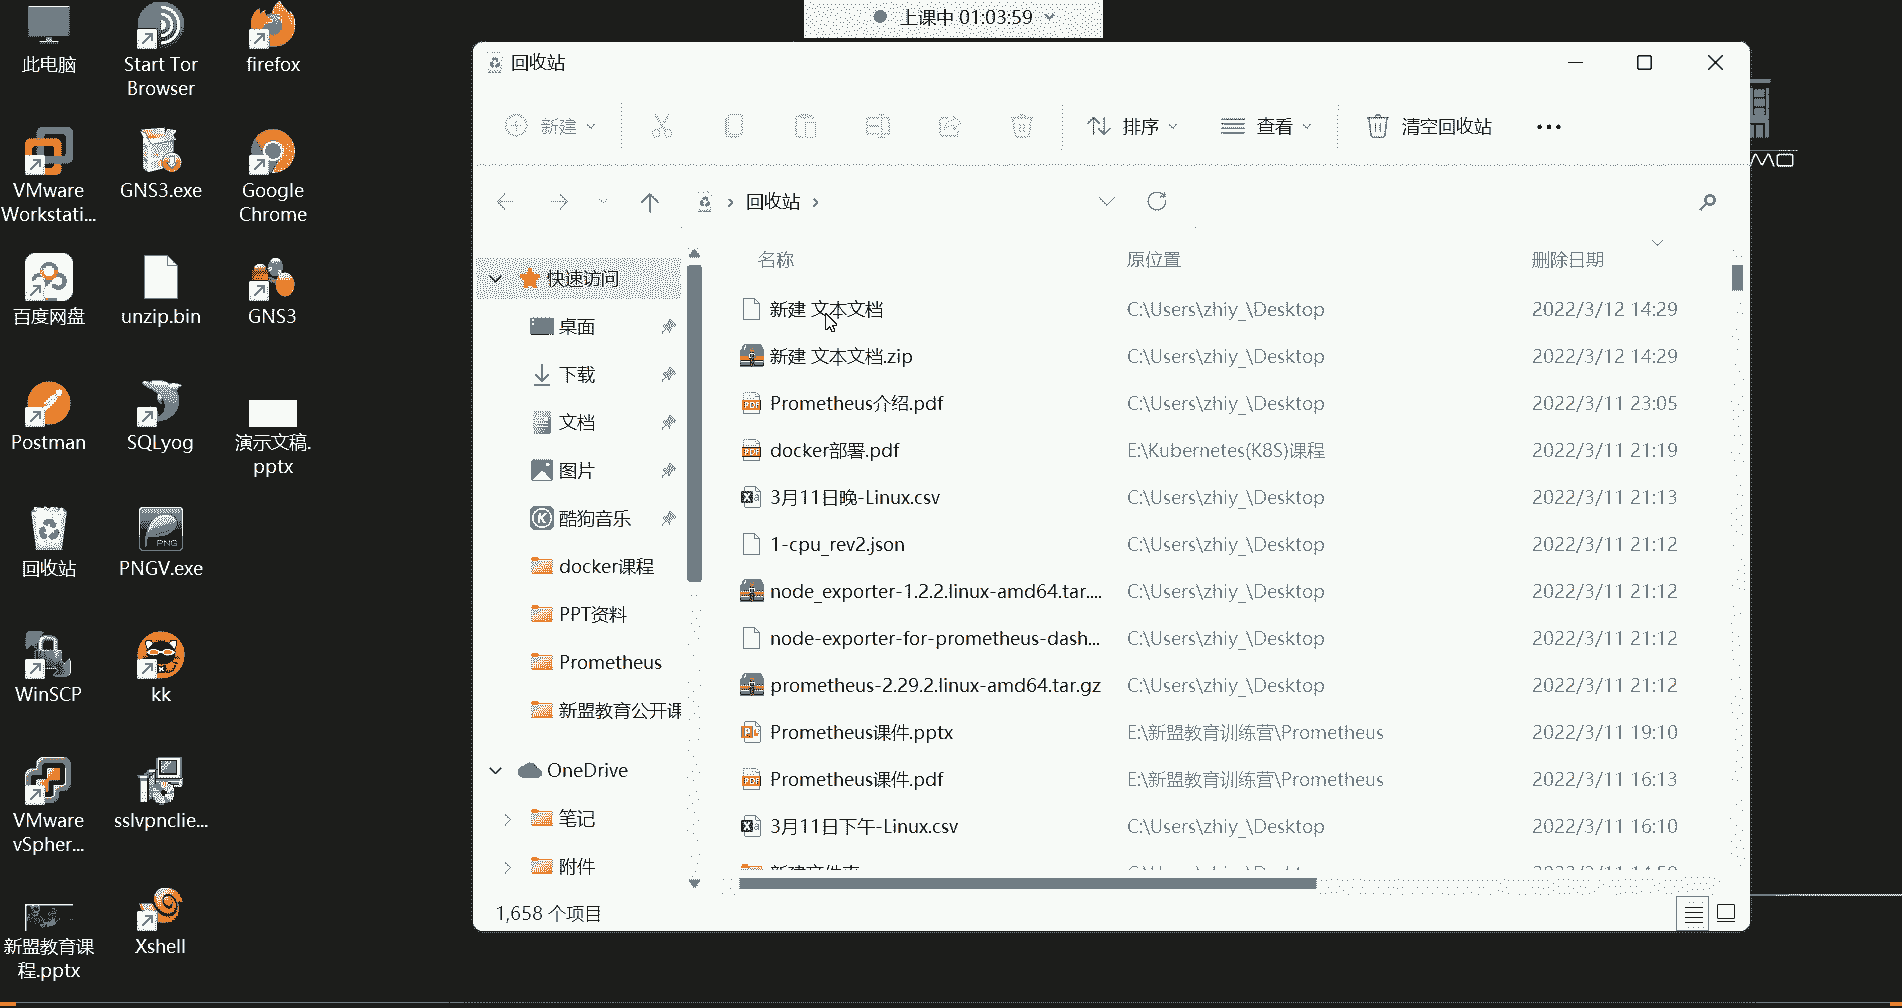 上课中 01:03:59
此电脑
Start Tor
Browser
firefox
VMware
Workstati...
GNS3.exe
Google
Chrome
百度网盘
unzip.bin
GNS3
Postman
SQLyog
演示文稿.
pptx
回收站
PNG
PNGV.exe
WinSCP
kk
VMware
vSpher...
sslvpnclie...
新盟教育课
程.pptx
Xshell
回收站
新建
排序
查看
清空回收站
回收站
快速访问
桌面
下载
文档
图片
酷狗音乐
docker课程
PPT资料
Prometheus
新盟教育公开课
OneDrive
笔记
附件
名称 原位置 删除日期
新建 文本文档 C:\Users\zhiy_\Desktop 2022/3/12 14:29
新建 文本文档.zip C:\Users\zhiy_\Desktop 2022/3/12 14:29
Prometheus介绍.pdf C:\Users\zhiy_\Desktop 2022/3/11 23:05
docker部署.pdf E:\Kubernetes(K8S)课程 2022/3/11 21:19
3月11日晚-Linux.csv C:\Users\zhiy_\Desktop 2022/3/11 21:13
1-cpu_rev2.json C:\Users\zhiy_\Desktop 2022/3/11 21:12
node_exporter-1.2.2.linux-amd64.tar.... C:\Users\zhiy_\Desktop 2022/3/11 21:12
node-exporter-for-prometheus-dash... C:\Users\zhiy_\Desktop 2022/3/11 21:12
prometheus-2.29.2.linux-amd64.tar.gz C:\Users\zhiy_\Desktop 2022/3/11 21:12
Prometheus课件.pptx E:\新盟教育训练营\Prometheus 2022/3/11 19:10
Prometheus课件.pdf E:\新盟教育训练营\Prometheus 2022/3/11 16:13
3月11日下午-Linux.csv C:\Users\zhiy_\Desktop 2022/3/11 16:10
1,658 个项目